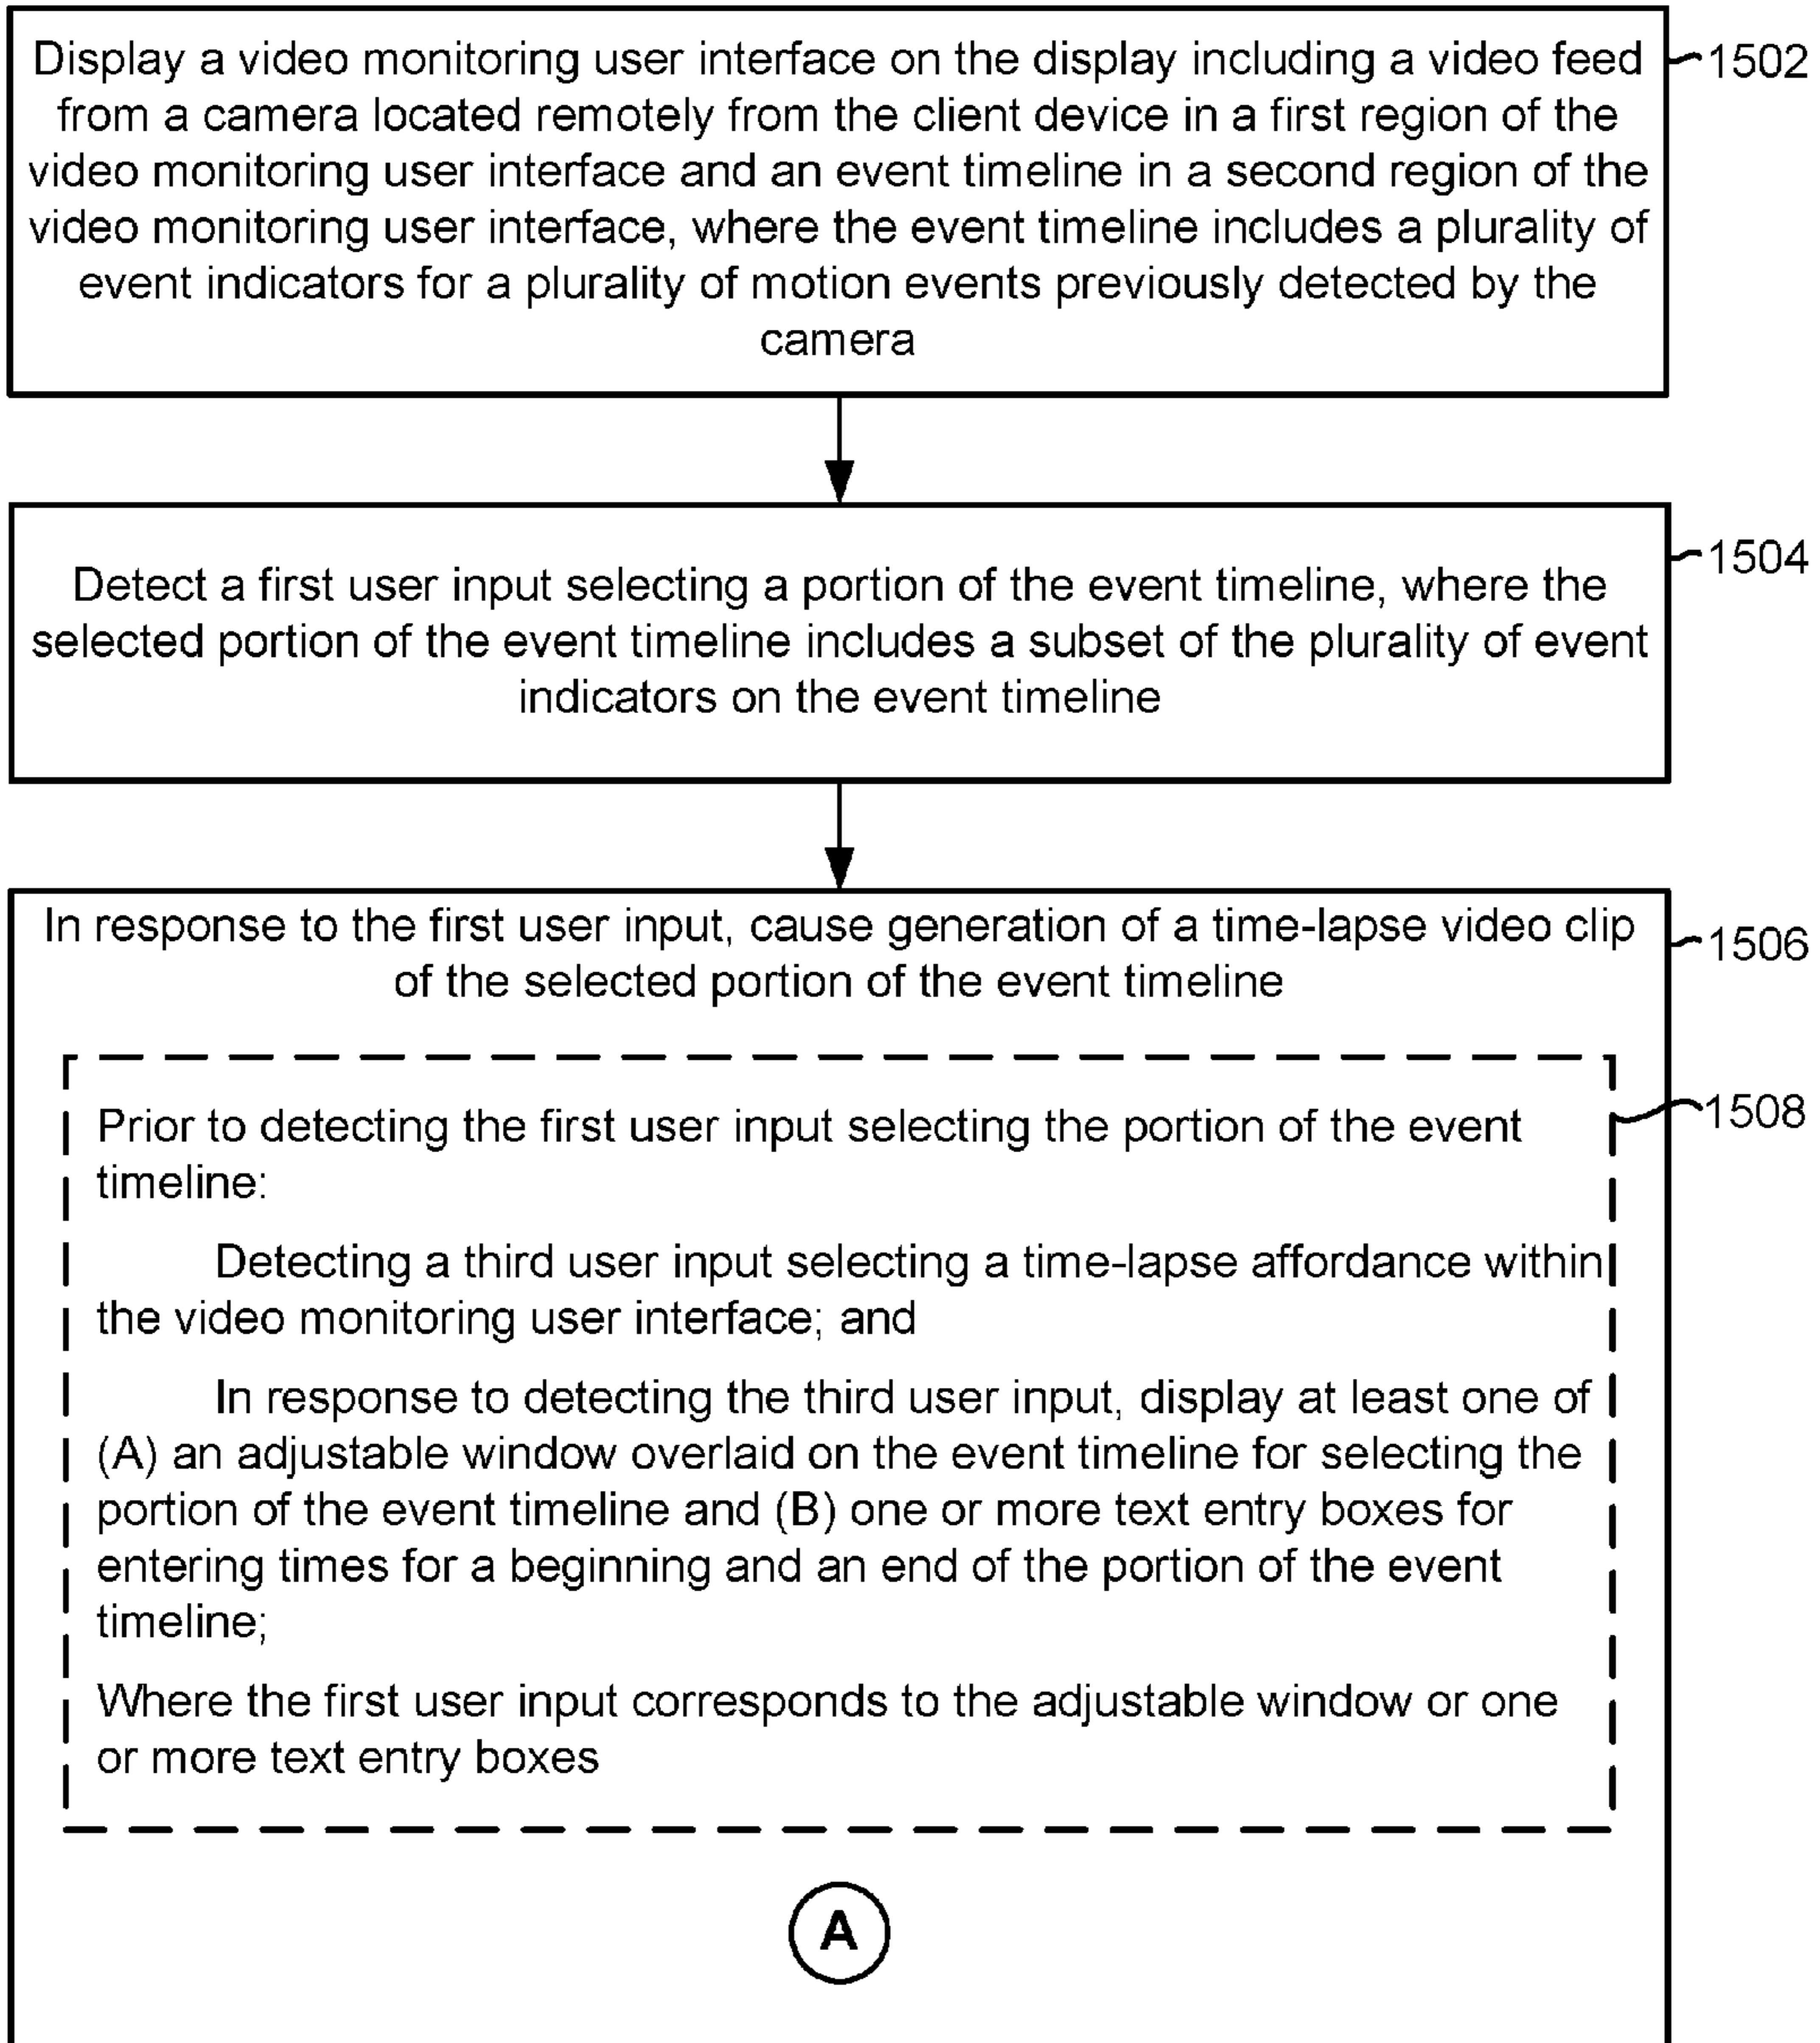 Display a video monitoring user interface on the display including a video feed
from a camera located remotely from the client device in a first region of the
video monitoring user interface and an event timeline in a second region of the
video monitoring user interface, where the event timeline includes a plurality of
event indicators for a plurality of motion events previously detected by the
camera
1502
Detect a first user input selecting a portion of the event timeline, where the
selected portion of the event timeline includes a subset of the plurality of event
indicators on the event timeline
1504
In response to the first user input, cause generation of a time-lapse video clip
of the selected portion of the event timeline
1506
Prior to detecting the first user input selecting the portion of the event
timeline:
Detecting a third user input selecting a time-lapse affordance within
the video monitoring user interface; and
In response to detecting the third user input, display at least one of
(A) an adjustable window overlaid on the event timeline for selecting the
portion of the event timeline and (B) one or more text entry boxes for
entering times for a beginning and an end of the portion of the event
timeline;
Where the first user input corresponds to the adjustable window or one
or more text entry boxes
1508
A